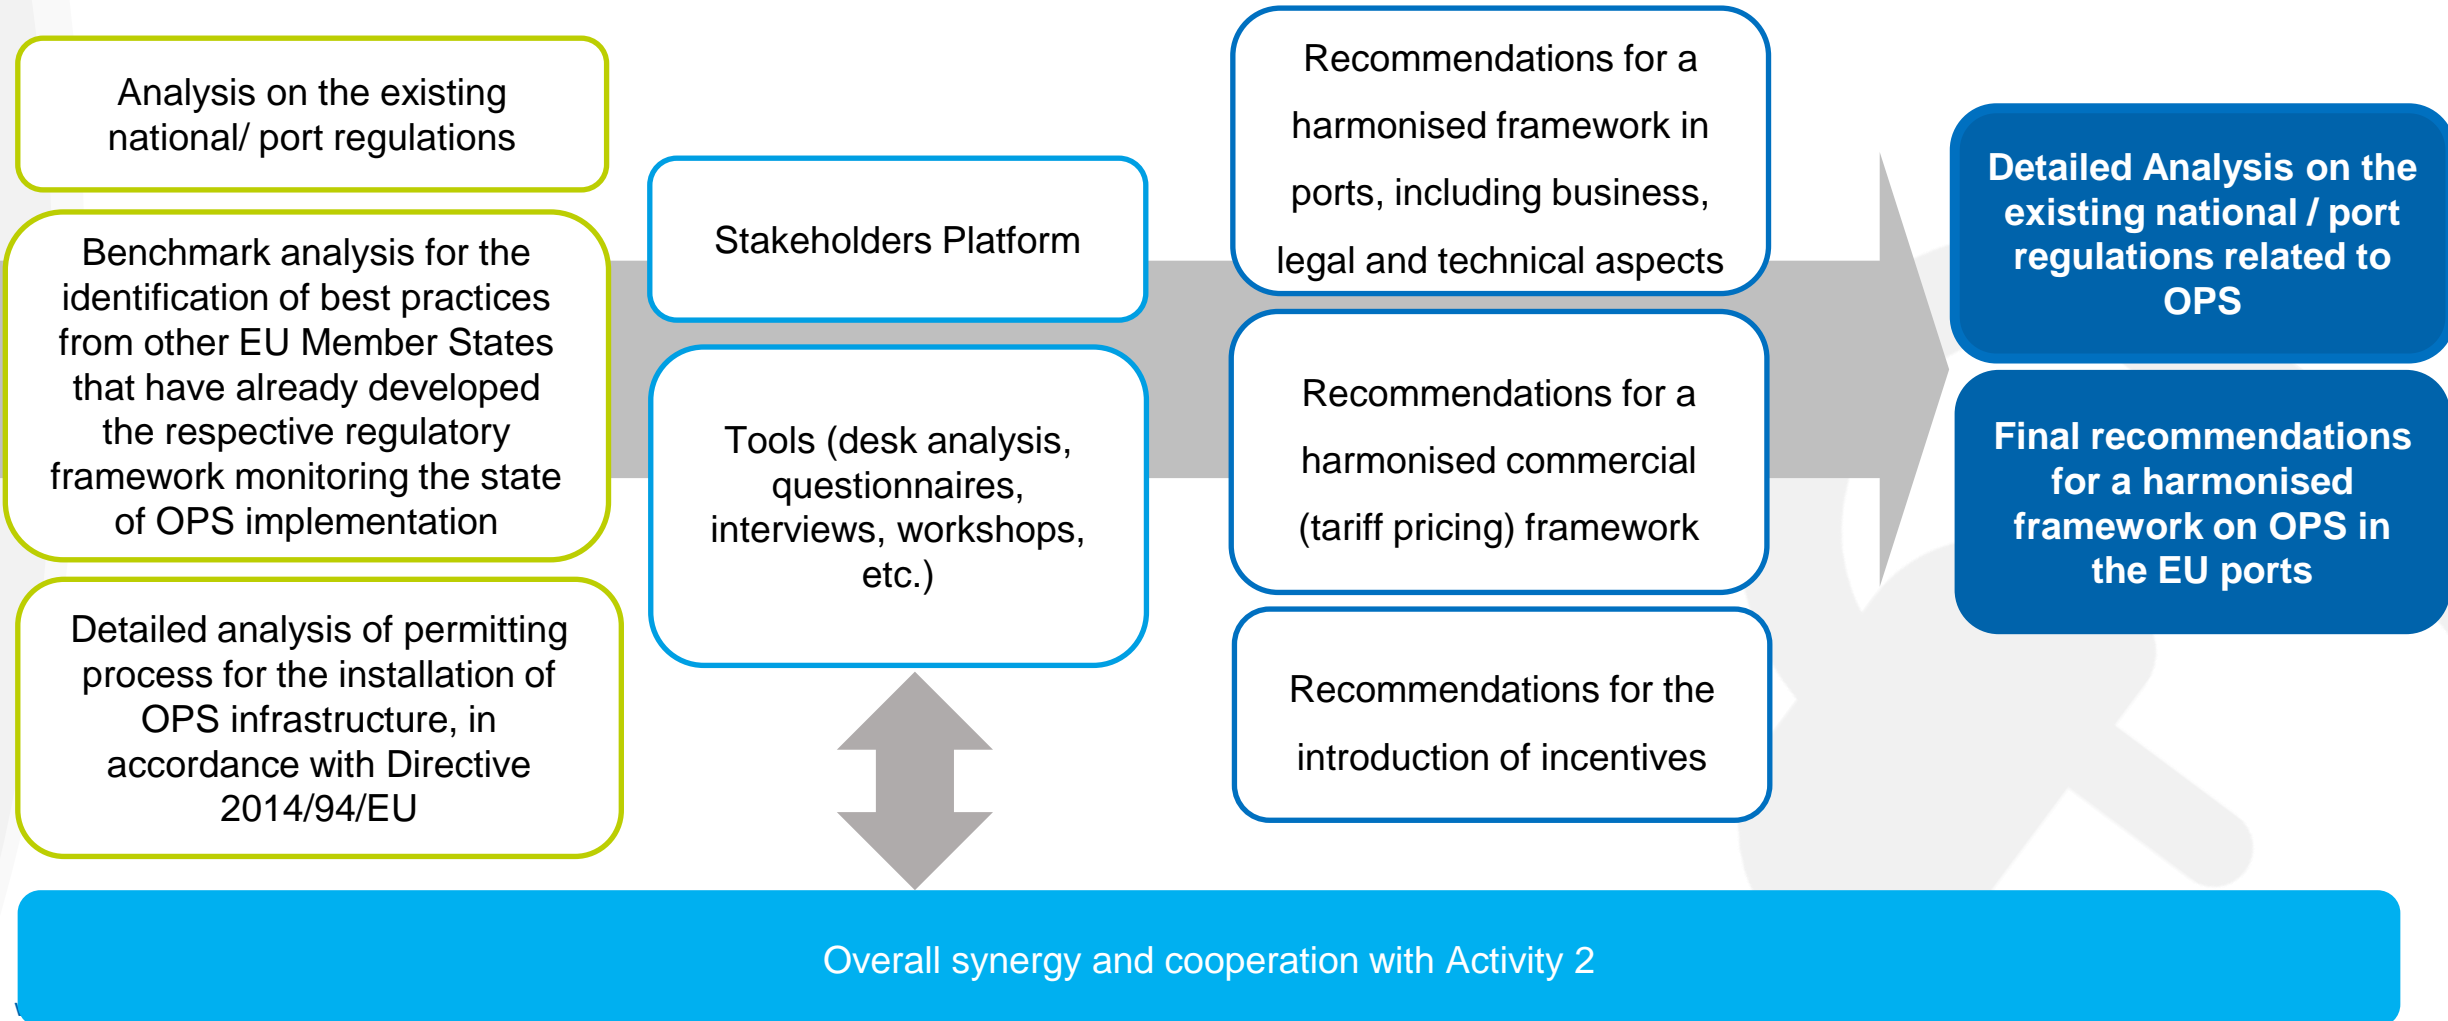 Analysis on the existing
national/ port regulations
Benchmark analysis for the
identification of best practices
from other EU Member States
that have already developed
the respective regulatory
framework monitoring the state
of OPS implementation
Detailed analysis of permitting
process for the installation of
OPS infrastructure, in
accordance with Directive
2014/94/EU
Stakeholders Platform
Tools (desk analysis,
questionnaires,
interviews, workshops,
etc.)
Recommendations for a
harmonised framework in
ports, including business,
legal and technical aspects
Recommendations for a
harmonised commercial
(tariff pricing) framework
Recommendations for the
introduction of incentives
Detailed Analysis on the
existing national / port
regulations related to
OPS
Final recommendations
for a harmonised
framework on OPS in
the EU ports
Overall synergy and cooperation with Activity 2